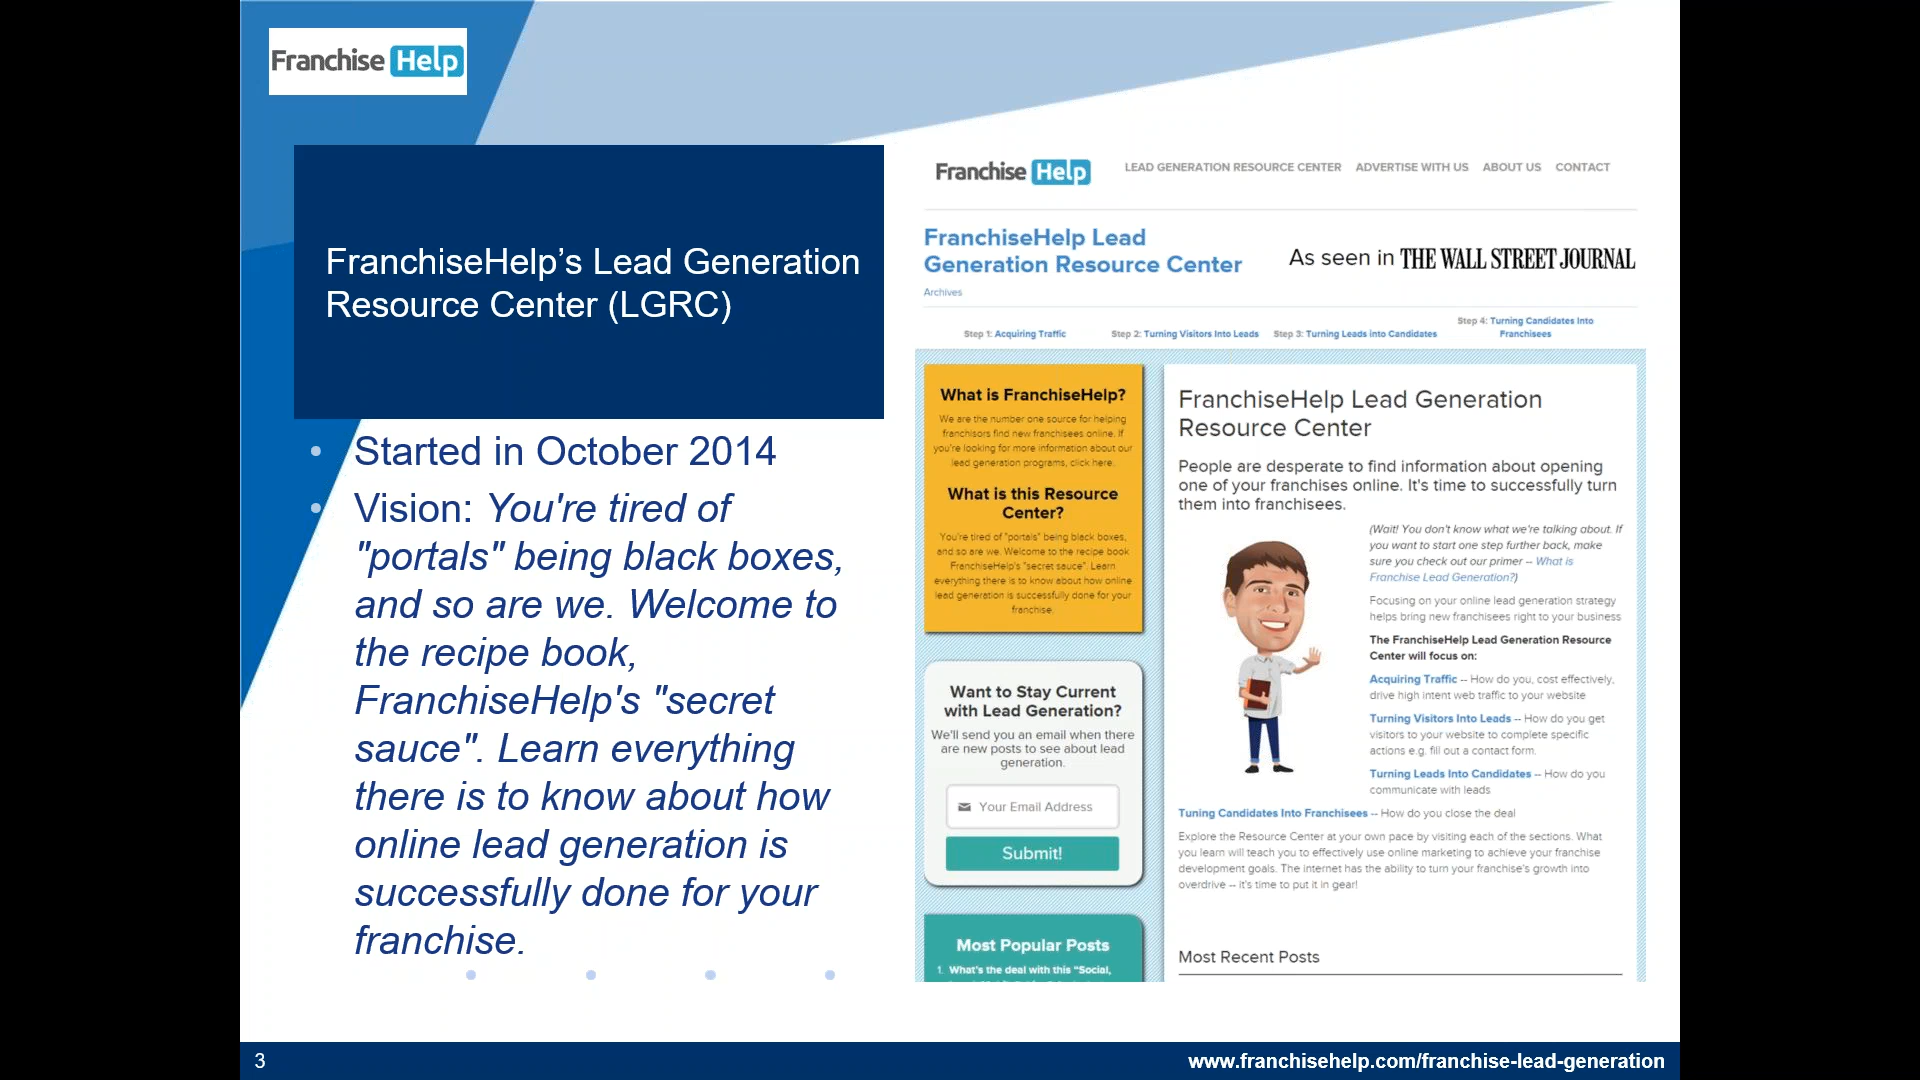 Franchise Help
FranchiseHelp’s Lead Generation
Resource Center (LGRC)
• Started in October 2014
• Vision: You're tired of
"portals" being black boxes,
and so are we. Welcome to
the recipe book,
FranchiseHelp's "secret
sauce". Learn everything
there is to know about how
online lead generation is
successfully done for your
franchise.
Franchise Help
LEAD GENERATION RESOURCE CENTER ADVERTISE WITH US ABOUT US CONTACT
FranchiseHelp Lead
Generation Resource Center
As seen in THE WALL STREET JOURNAL
Archives
Step 1: Acquiring Traffic
Step 2: Turning Visitors Into Leads
Step 3: Turning Leads into Candidates
Step 4: Turning Candidates Into
Franchisees
What is FranchiseHelp?
We are the number one source for helping
franchisors find new franchisees online. If
you're looking for more information about our
lead generation programs, click here.
What is this Resource
Center?
You're tired of "portals" being black boxes,
and so are we. Welcome to the recipe book
FranchiseHelp's "secret sauce". Learn
everything there is to know about how online
lead generation is successfully done for your
franchise.
Want to Stay Current
with Lead Generation?
We'll send you an email when there
are new posts to see about lead
generation.
Your Email Address
Submit!
Most Popular Posts
1. What's the deal with this "Social,
FranchiseHelp Lead Generation
Resource Center
People are desperate to find information about opening
one of your franchises online. It's time to successfully turn
them into franchisees.
(Wait! You don't know what we're talking about. If
you want to start one step further back, make
sure you check out our primer -- What is
Franchise Lead Generation?)
Focusing on your online lead generation strategy
helps bring new franchisees right to your business
The FranchiseHelp Lead Generation Resource
Center will focus on:
Acquiring Traffic -- How do you, cost effectively,
drive high intent web traffic to your website
Turning Visitors Into Leads -- How do you get
visitors to your website to complete specific
actions e.g. fill out a contact form.
Turning Leads Into Candidates -- How do you
communicate with leads
Tuning Candidates Into Franchisees -- How do you close the deal
Explore the Resource Center at your own pace by visiting each of the sections. What
you learn will teach you to effectively use online marketing to achieve your franchise
development goals. The internet has the ability to turn your franchise's growth into
overdrive -- it's time to put it in gear!
Most Recent Posts
3
www.franchisehelp.com/franchise-lead-generation